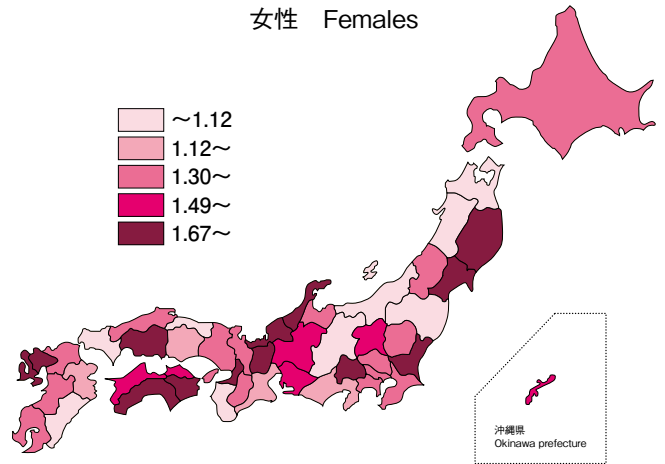 女性　Females
～1.12
1.12～
1.30～
1.49～
1.67～
沖縄県
Okinawa prefecture